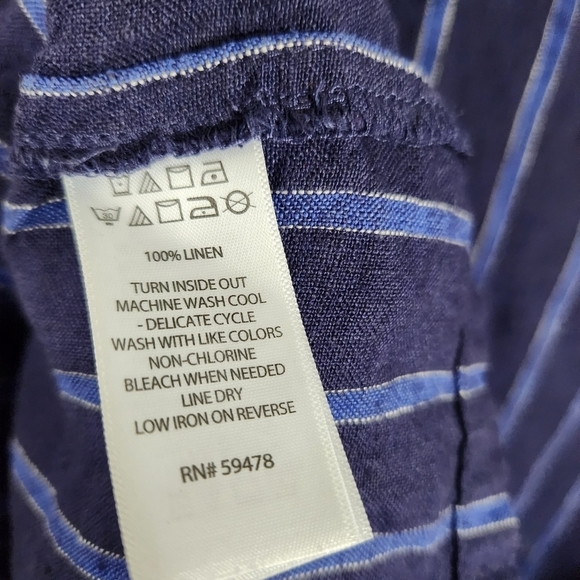 30
100% LINEN
TURN INSIDE OUT
MACHINE WASH COOL
- DELICATE CYCLE
WASH WITH LIKE COLORS
NON-CHLORINE
BLEACH WHEN NEEDED
LINE DRY
LOW IRON ON REVERSE
RN# 59478